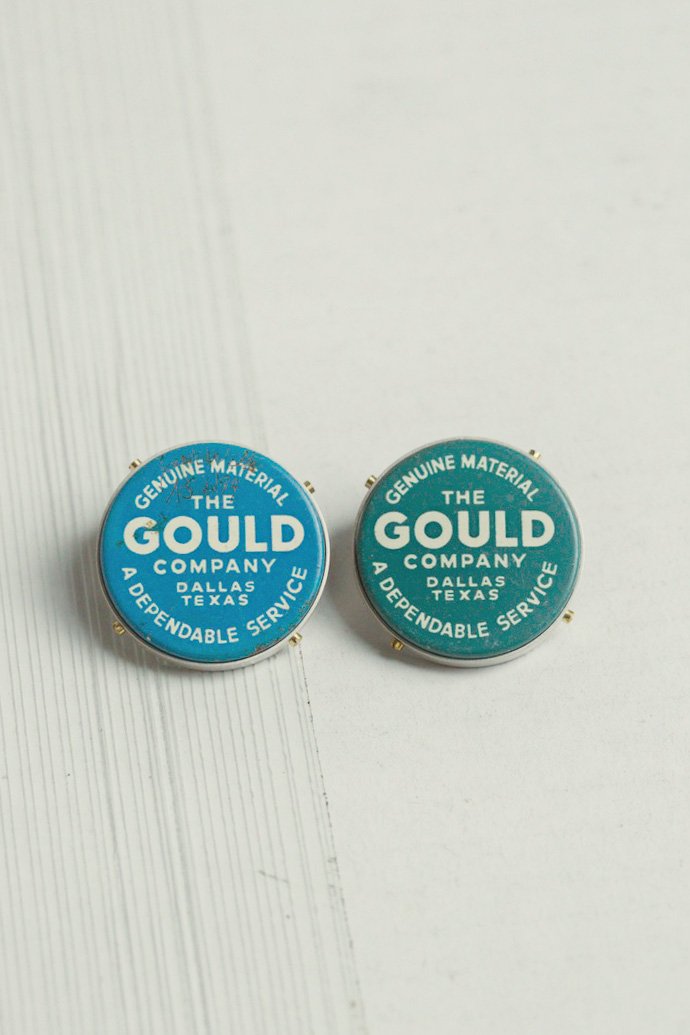 GENUINE MATERIAL
THE
GOULD
COMPANY
DALLAS
TEXAS
A DEPENDABLE SERVICE
GENUINE MATERIAL
THE
GOULD
COMPANY
DALLAS
TEXAS
A DEPENDABLE SERVICE